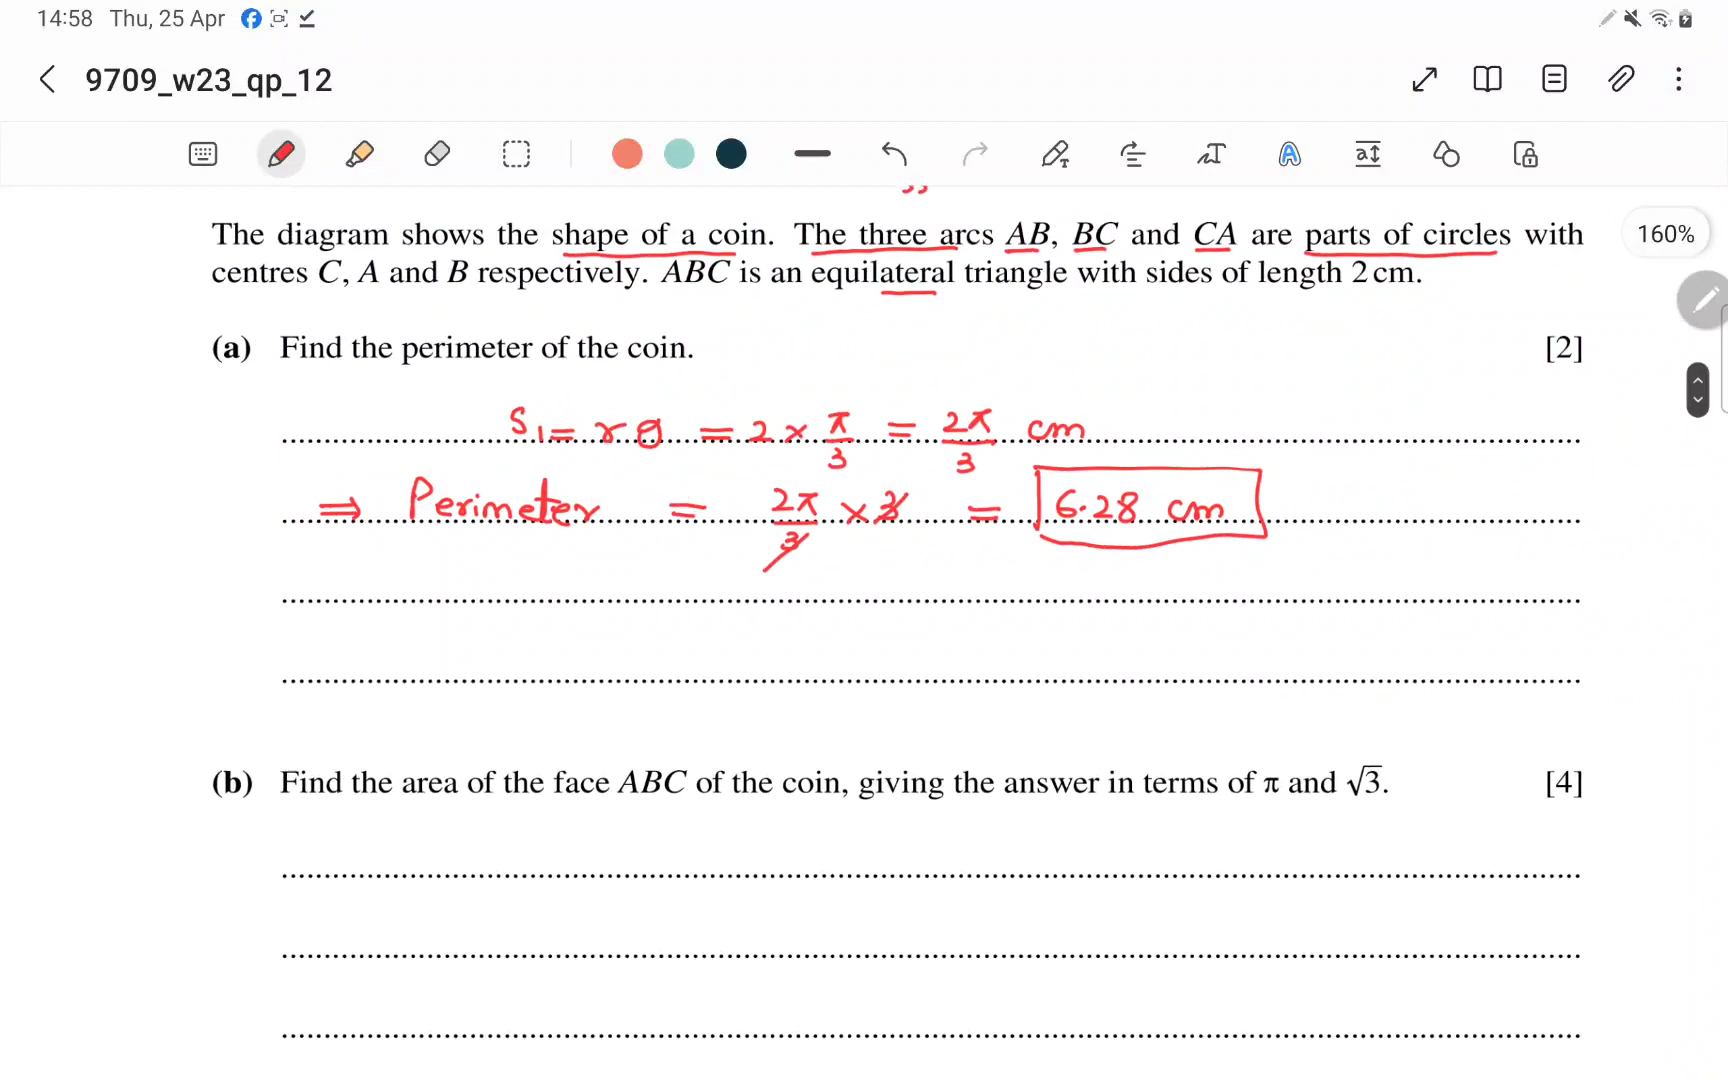 14:58 Thu, 25 Apr
9709_w23_qp_12
The diagram shows the shape of a coin. The three arcs AB, BC and CA are parts of circles with
160%
centres C, A and B respectively. ABC is an equilateral triangle with sides of length 2 cm.
(a) Find the perimeter of the coin. [2]
S₁ = rθ = 2 × π/3 = 2π/3 cm
⇒ Perimeter = 2π/3 × 3 = 6.28 cm
(b) Find the area of the face ABC of the coin, giving the answer in terms of π and √3. [4]